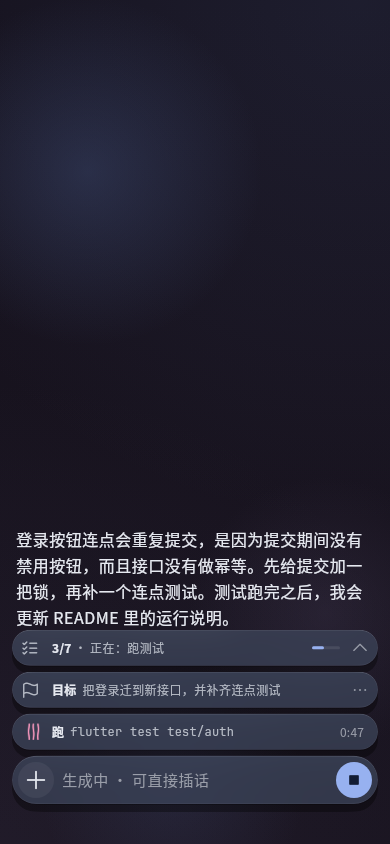 登录按钮连点会重复提交，是因为提交期间没有
禁用按钮，而且接口没有做幂等。先给提交加一
把锁，再补一个连点测试。测试跑完之后，我会
更新 README 里的运行说明。
3/7 · 正在：跑测试
目标 把登录迁到新接口，并补齐连点测试
跑 flutter test test/auth 0:47
生成中 · 可直接插话